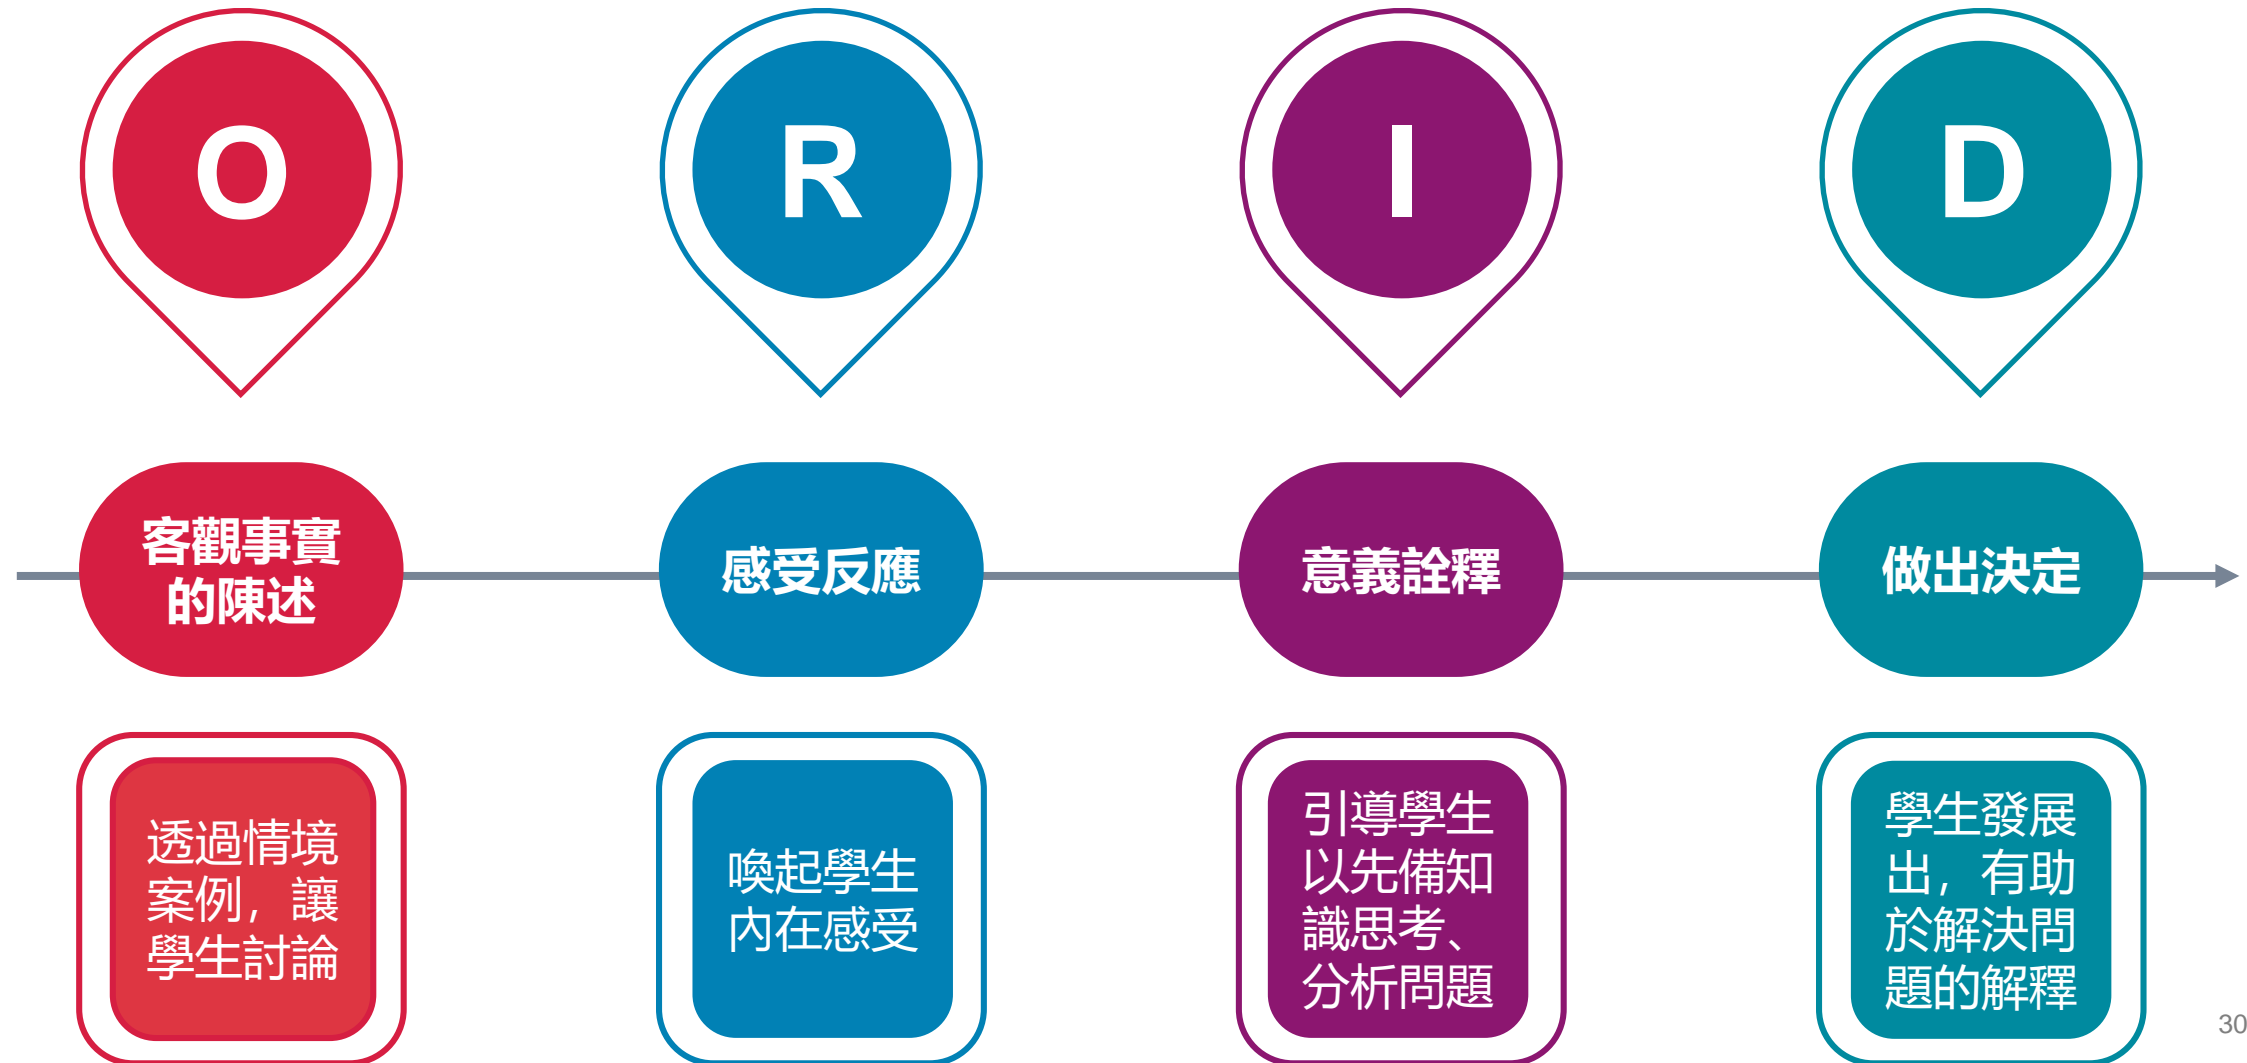 O
R
I
D
客觀事實
的陳述
感受反應
意義詮釋
做出決定
透過情境
案例，讓
學生討論
喚起學生
內在感受
引導學生
以先備知
識思考、
分析問題
學生發展
出，有助
於解決問
題的解釋
30